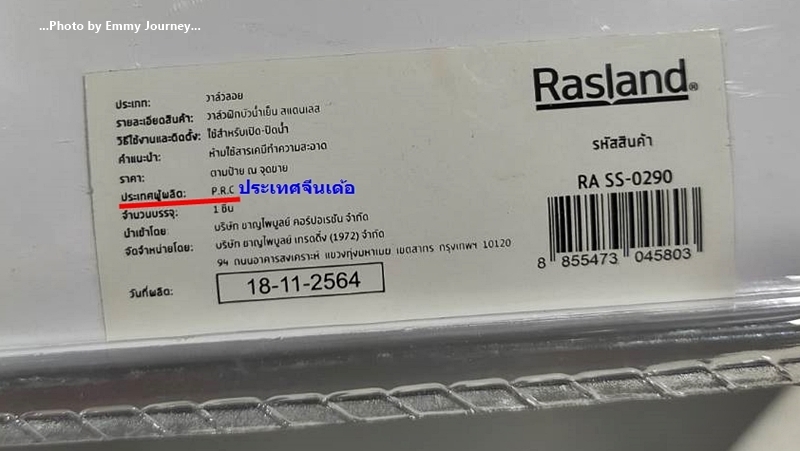 ...Photo by Emmy Journey...
Rasland®
ประเภท: วาล์วลอย
รายละเอียดสินค้า: วาล์วฝักบัวน้ำเย็น สแตนเลส
วิธีใช้งานและติดตั้ง: ใช้สำหรับเปิด-ปิดน้ำ
คำแนะนำ: ห้ามใช้สารเคมีทำความสะอาด
ราคา: ตามป้าย ณ จุดขาย
ประเทศผู้ผลิต: P.R.C ประเทศจีนเด้อ
จำนวนบรรจุ: 1 ชิ้น
นำเข้าโดย: บริษัท ชาญไพบูลย์ คอร์ปอเรชั่น จำกัด
จัดจำหน่ายโดย: บริษัท ชาญไพบูลย์ เทรดดิ้ง (1972) จำกัด
94 ถนนอาคารสงเคราะห์ แขวงทุ่งมหาเมฆ เขตสาทร กรุงเทพฯ 10120
วันที่ผลิต: 18-11-2564
รหัสสินค้า
RA SS-0290
8 855473 045803